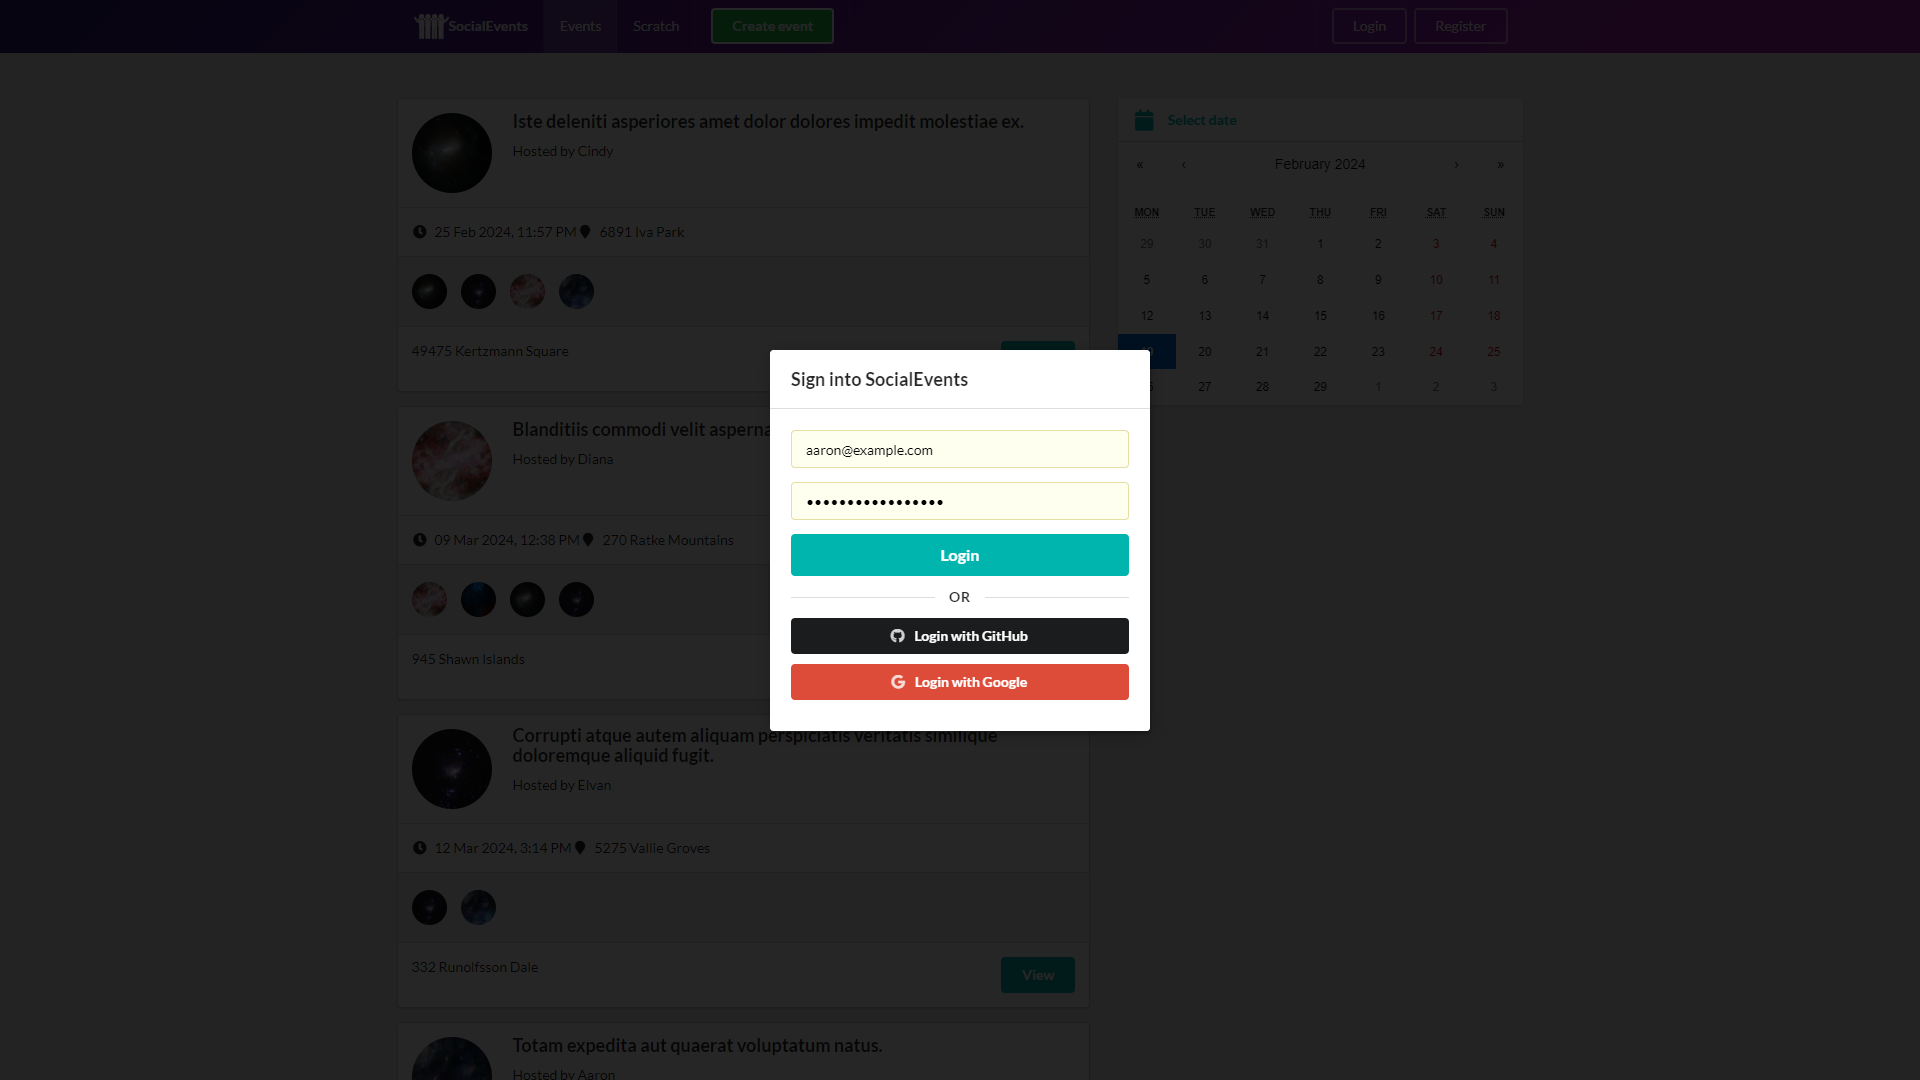 SocialEvents
Events
Scratch
Create event
Login
Register
Iste deleniti asperiores amet dolor dolores impedit molestiae ex.
Hosted by Cindy
25 Feb 2024, 11:57 PM 6891 Iva Park
49475 Kertzmann Square
Blanditiis commodi velit asperna
Hosted by Diana
09 Mar 2024, 12:38 PM 270 Ratke Mountains
945 Shawn Islands
Corrupti atque autem aliquam perspiciatis veritatis similique
doloremque aliquid fugit.
Hosted by Elvan
12 Mar 2024, 3:14 PM 5275 Vallie Groves
332 Runolfsson Dale
View
Totam expedita aut quaerat voluptatum natus.
Hosted by Aaron
Select date
« ‹ February 2024 › »
MON TUE WED THU FRI SAT SUN
29 30 31 1 2 3 4
5 6 7 8 9 10 11
12 13 14 15 16 17 18
19 20 21 22 23 24 25
27 28 29 1 2 3
Sign into SocialEvents
aaron@example.com
•••••••••••••••••
Login
OR
Login with GitHub
Login with Google